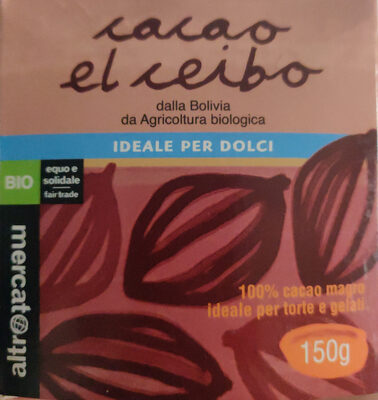 cacao
el ceibo
dalla Bolivia
da Agricoltura biologica
IDEALE PER DOLCI
BIO
equo e
solidale
fair trade
altromercato
100% cacao magro
Ideale per torte e gelati.
150g